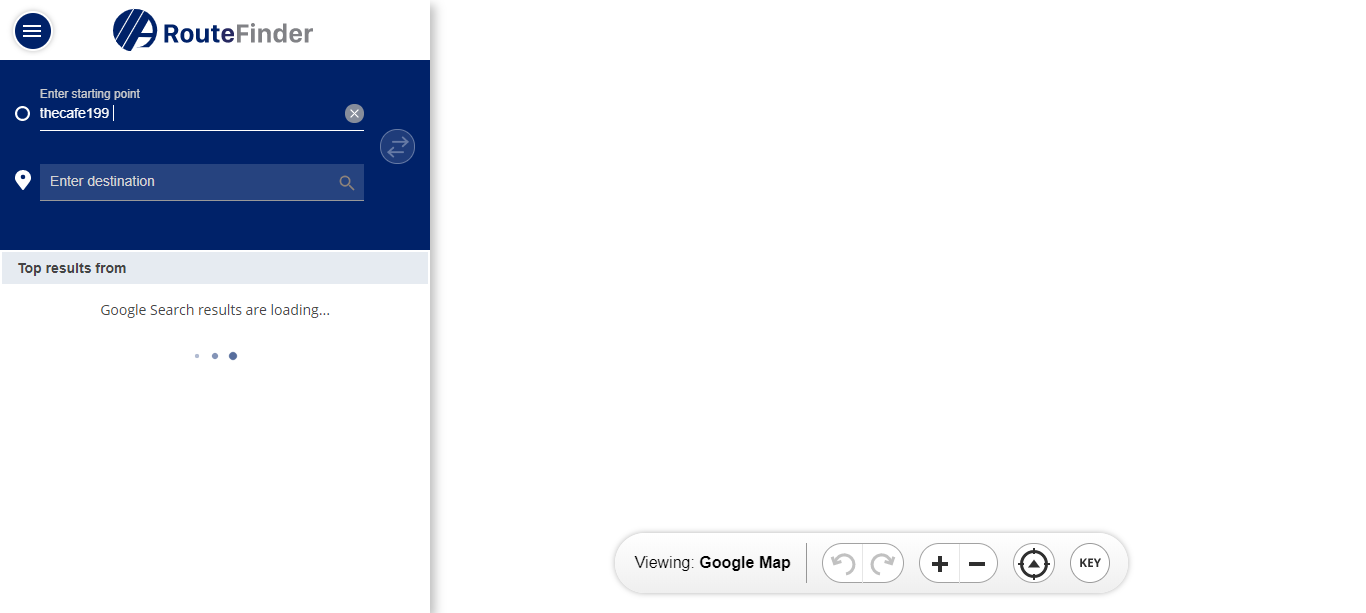 RouteFinder
Enter starting point
thecafe199
Enter destination
Top results from
Google Search results are loading...
Viewing: Google Map
KEY